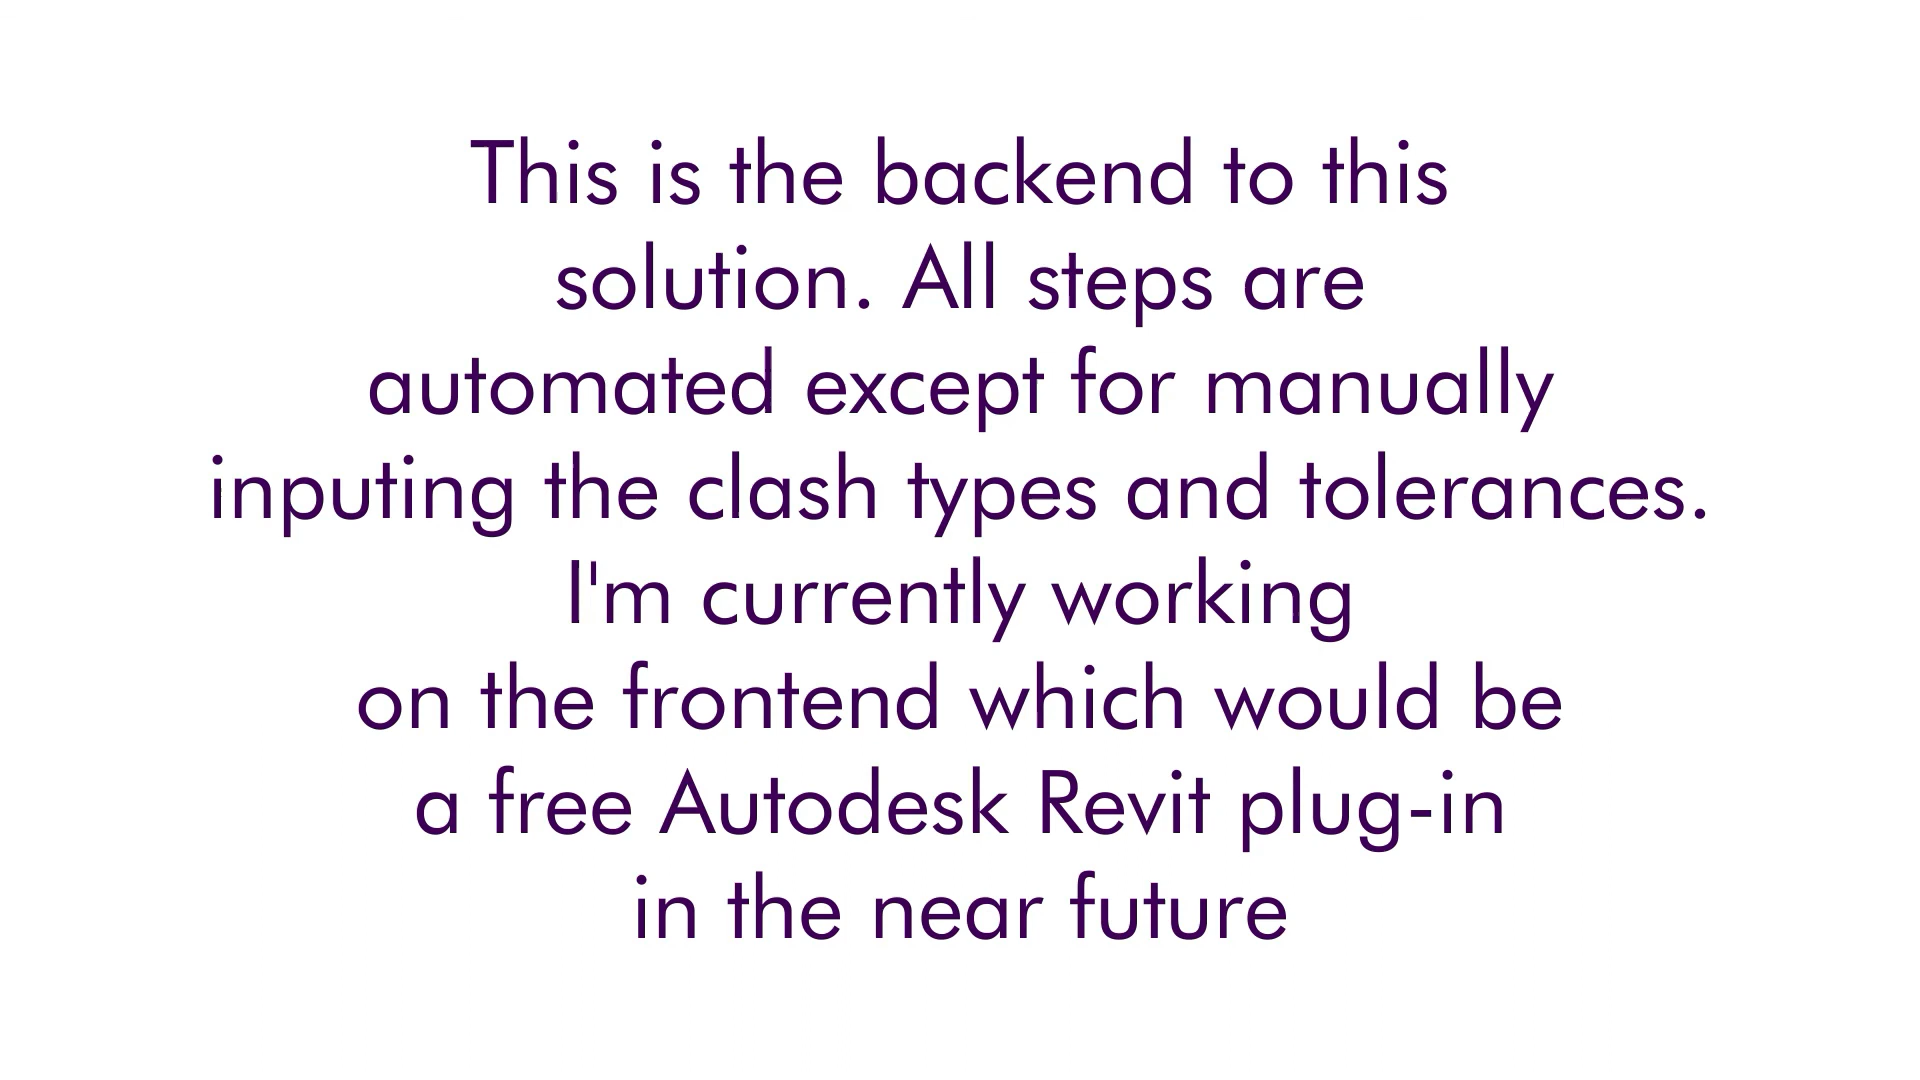 This is the backend to this
solution. All steps are
automated except for manually
inputing the clash types and tolerances.
I'm currently working
on the frontend which would be
a free Autodesk Revit plug-in
in the near future